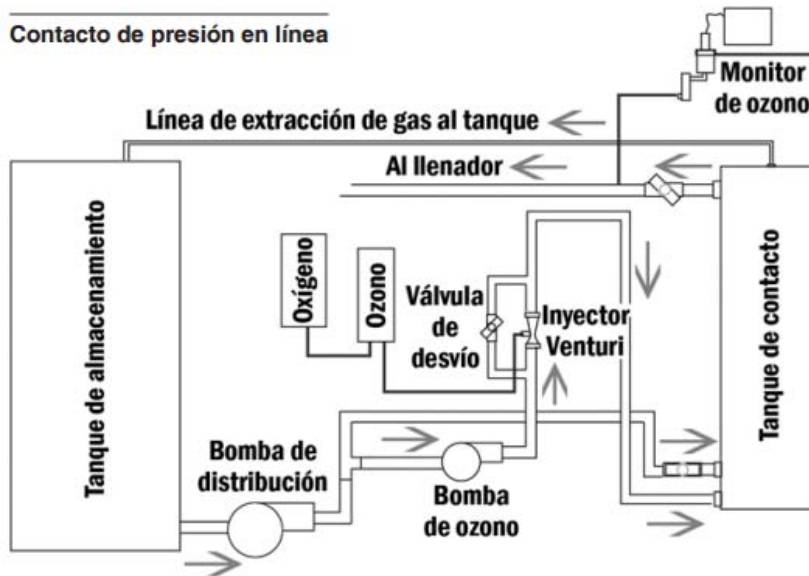 Contacto de presión en línea
Monitor
de ozono
Línea de extracción de gas al tanque
Al llenador
Tanque de almacenamiento
Oxígeno
Ozono
Válvula
de
desvío
Inyector
Venturi
Tanque de contacto
Bomba de
distribución
Bomba
de ozono